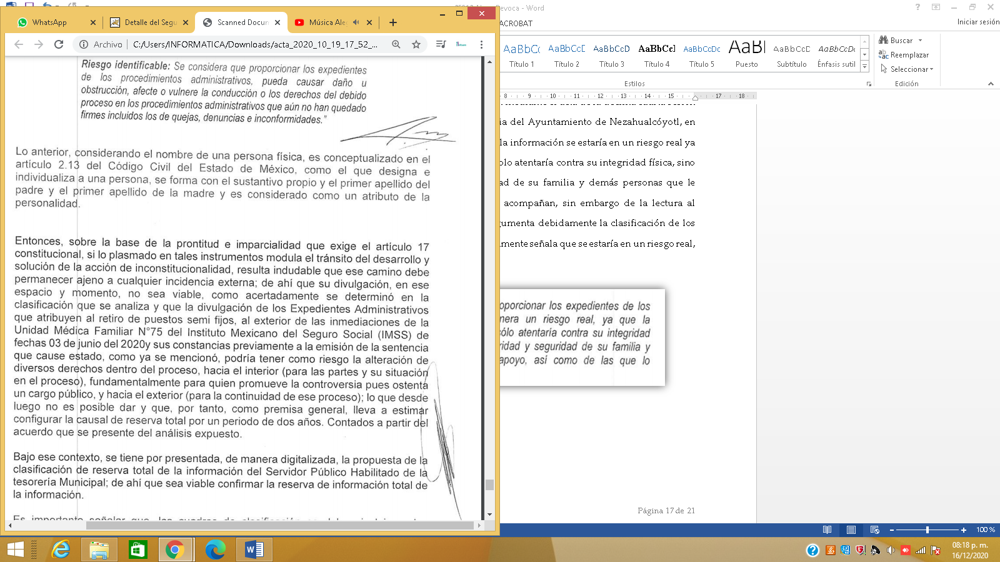 Revoca - Word
WhatsApp
Detalle del Segu
Scanned Docun
Música Ale
ACROBAT
Iniciar sesión
Archivo
C:/Users/INFORMATICA/Downloads/acta_2020_10_19_17_52_...
AaBbCc AaBbCcD AaBbCcD AaBbCcI AaBbCcDc AaBl AaBbCcD AaBbCcDc
Título 1 Título 2 Título 3 Título 4 Título 5 Puesto Subtítulo Énfasis sutil
Estilos
Buscar
Reemplazar
Seleccionar
Edición
8 9 10 11 12 13 14 15 17 18
Riesgo identificable: Se considera que proporcionar los expedientes
de los procedimientos administrativos, pueda causar daño u
obstrucción, afecte o vulnere la conducción o los derechos del debido
proceso en los procedimientos administrativos que aún no han quedado
firmes incluidos los de quejas, denuncias e inconformidades."
Lo anterior, considerando el nombre de una persona física, es conceptualizado en el
artículo 2.13 del Código Civil del Estado de México, como el que designa e
individualiza a una persona, se forma con el sustantivo propio y el primer apellido del
padre y el primer apellido de la madre y es considerado como un atributo de la
personalidad.
Entonces, sobre la base de la prontitud e imparcialidad que exige el artículo 17
constitucional, si lo plasmado en tales instrumentos modula el tránsito del desarrollo y
solución de la acción de inconstitucionalidad, resulta indudable que ese camino debe
permanecer ajeno a cualquier incidencia externa; de ahí que su divulgación, en ese
espacio y momento, no sea viable, como acertadamente se determinó en la
clasificación que se analiza y que la divulgación de los Expedientes Administrativos
que atribuyen al retiro de puestos semi fijos, al exterior de las inmediaciones de la
Unidad Médica Familiar N°75 del Instituto Mexicano del Seguro Social (IMSS) de
fechas 03 de junio del 2020y sus constancias previamente a la emisión de la sentencia
que cause estado, como ya se mencionó, podría tener como riesgo la alteración de
diversos derechos dentro del proceso, hacia el interior (para las partes y su situación
en el proceso), fundamentalmente para quien promueve la controversia pues ostenta
un cargo público, y hacia el exterior (para la continuidad de ese proceso); lo que desde
luego no es posible dar y que, por tanto, como premisa general, lleva a estimar
configurar la causal de reserva total por un periodo de dos años. Contados a partir del
acuerdo que se presente del análisis expuesto.
Bajo ese contexto, se tiene por presentada, de manera digitalizada, la propuesta de la
clasificación de reserva total de la información del Servidor Público Habilitado de la
tesorería Municipal; de ahí que sea viable confirmar la reserva de información total de
la información.
Es importante señalar que, los cuadros de clasificación
ia del Ayuntamiento de Nezahualcóyotl, en
la información se estaría en un riesgo real ya
olo atentaría contra su integridad física, sino
ad de su familia y demás personas que le
acompañan, sin embargo de la lectura al
gumenta debidamente la clasificación de los
amente señala que se estaría en un riesgo real,
oporcionar los expedientes de los
nera un riesgo real, ya que la
sólo atentaría contra su integridad
ridad y seguridad de su familia y
apoyo, así como de las que lo
Página 17 de 21
100 %
08:18 p. m.
16/12/2020